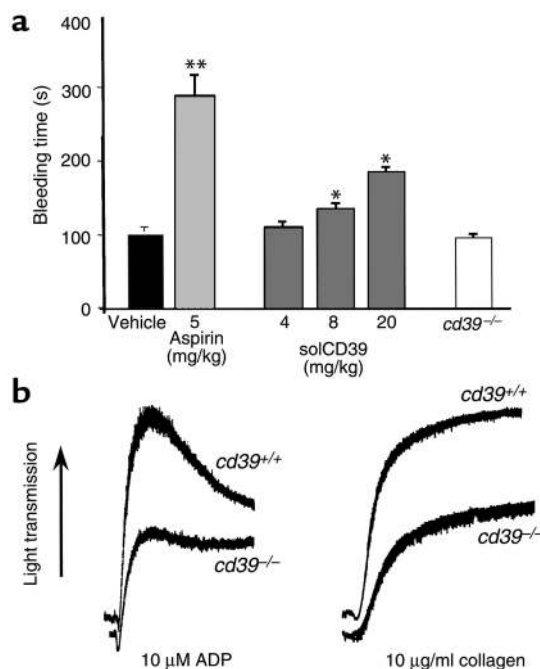 a
400
300
200
100
0
Bleeding time (s)
**
*
*
Vehicle 5 4 8 20 cd39−/−
Aspirin solCD39
(mg/kg) (mg/kg)
b
Light transmission
cd39+/+
cd39−/−
10 μM ADP
cd39+/+
cd39−/−
10 μg/ml collagen